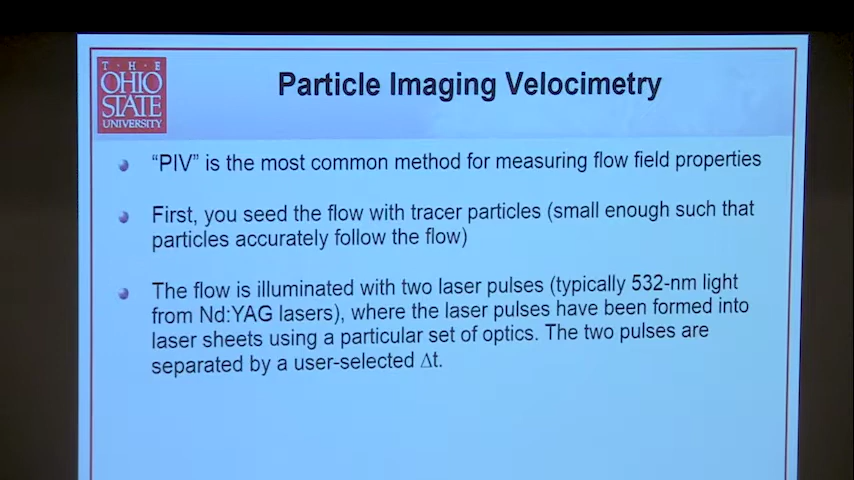 T · H · E
OHIO
STATE
UNIVERSITY
Particle Imaging Velocimetry
“PIV” is the most common method for measuring flow field properties
First, you seed the flow with tracer particles (small enough such that
particles accurately follow the flow)
The flow is illuminated with two laser pulses (typically 532-nm light
from Nd:YAG lasers), where the laser pulses have been formed into
laser sheets using a particular set of optics. The two pulses are
separated by a user-selected Δt.